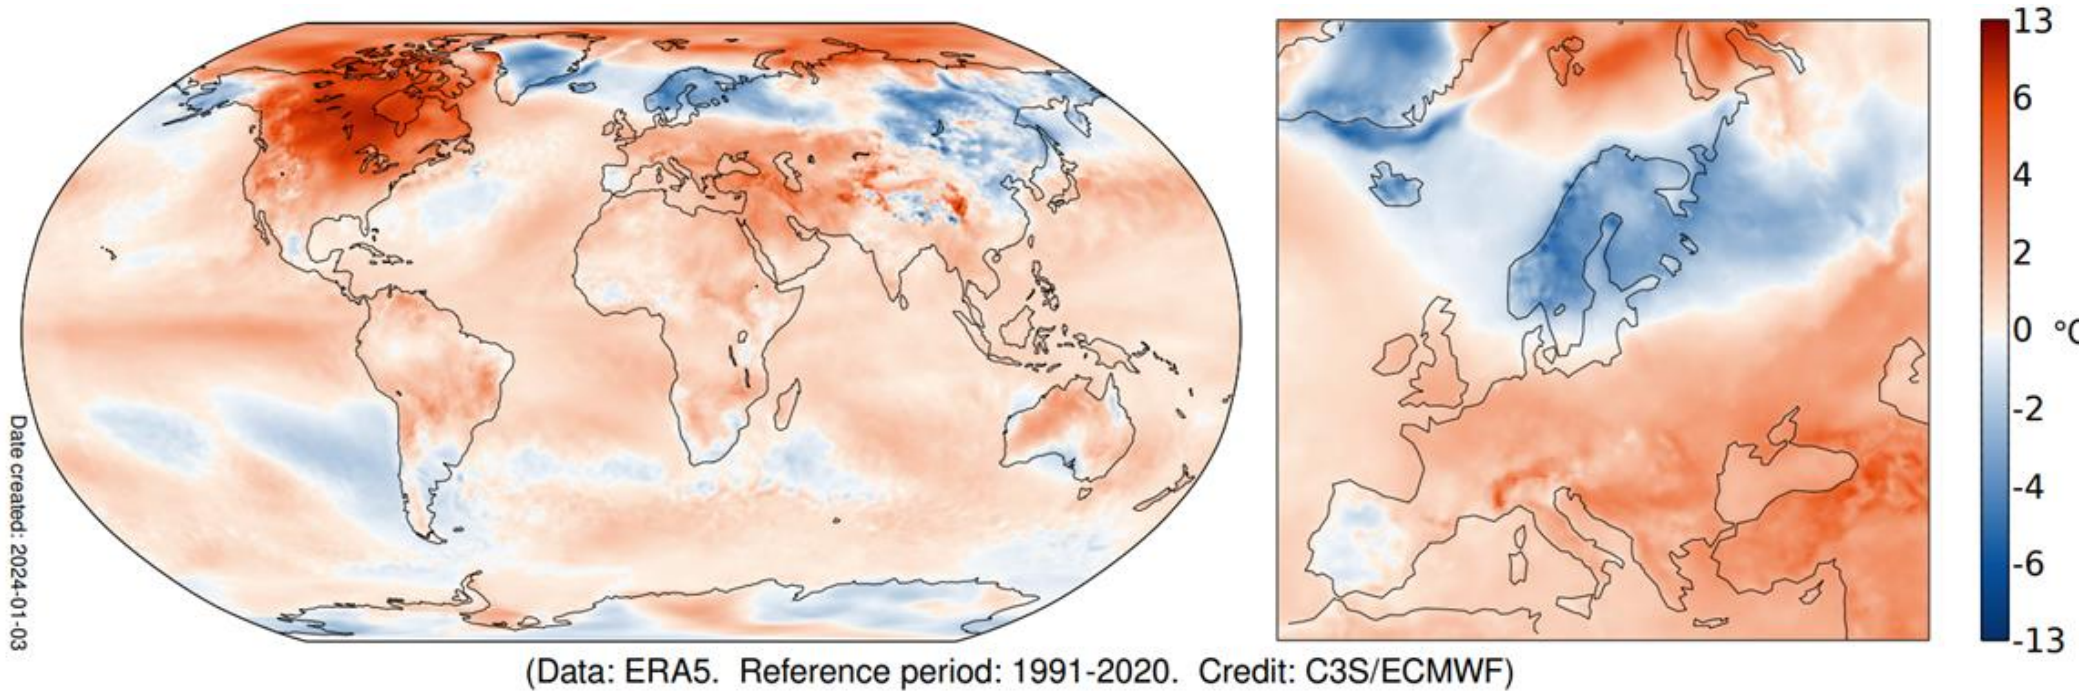 13
6
4
2
0 °C
-2
-4
-6
-13
Date created: 2024-01-03
(Data: ERA5. Reference period: 1991-2020. Credit: C3S/ECMWF)